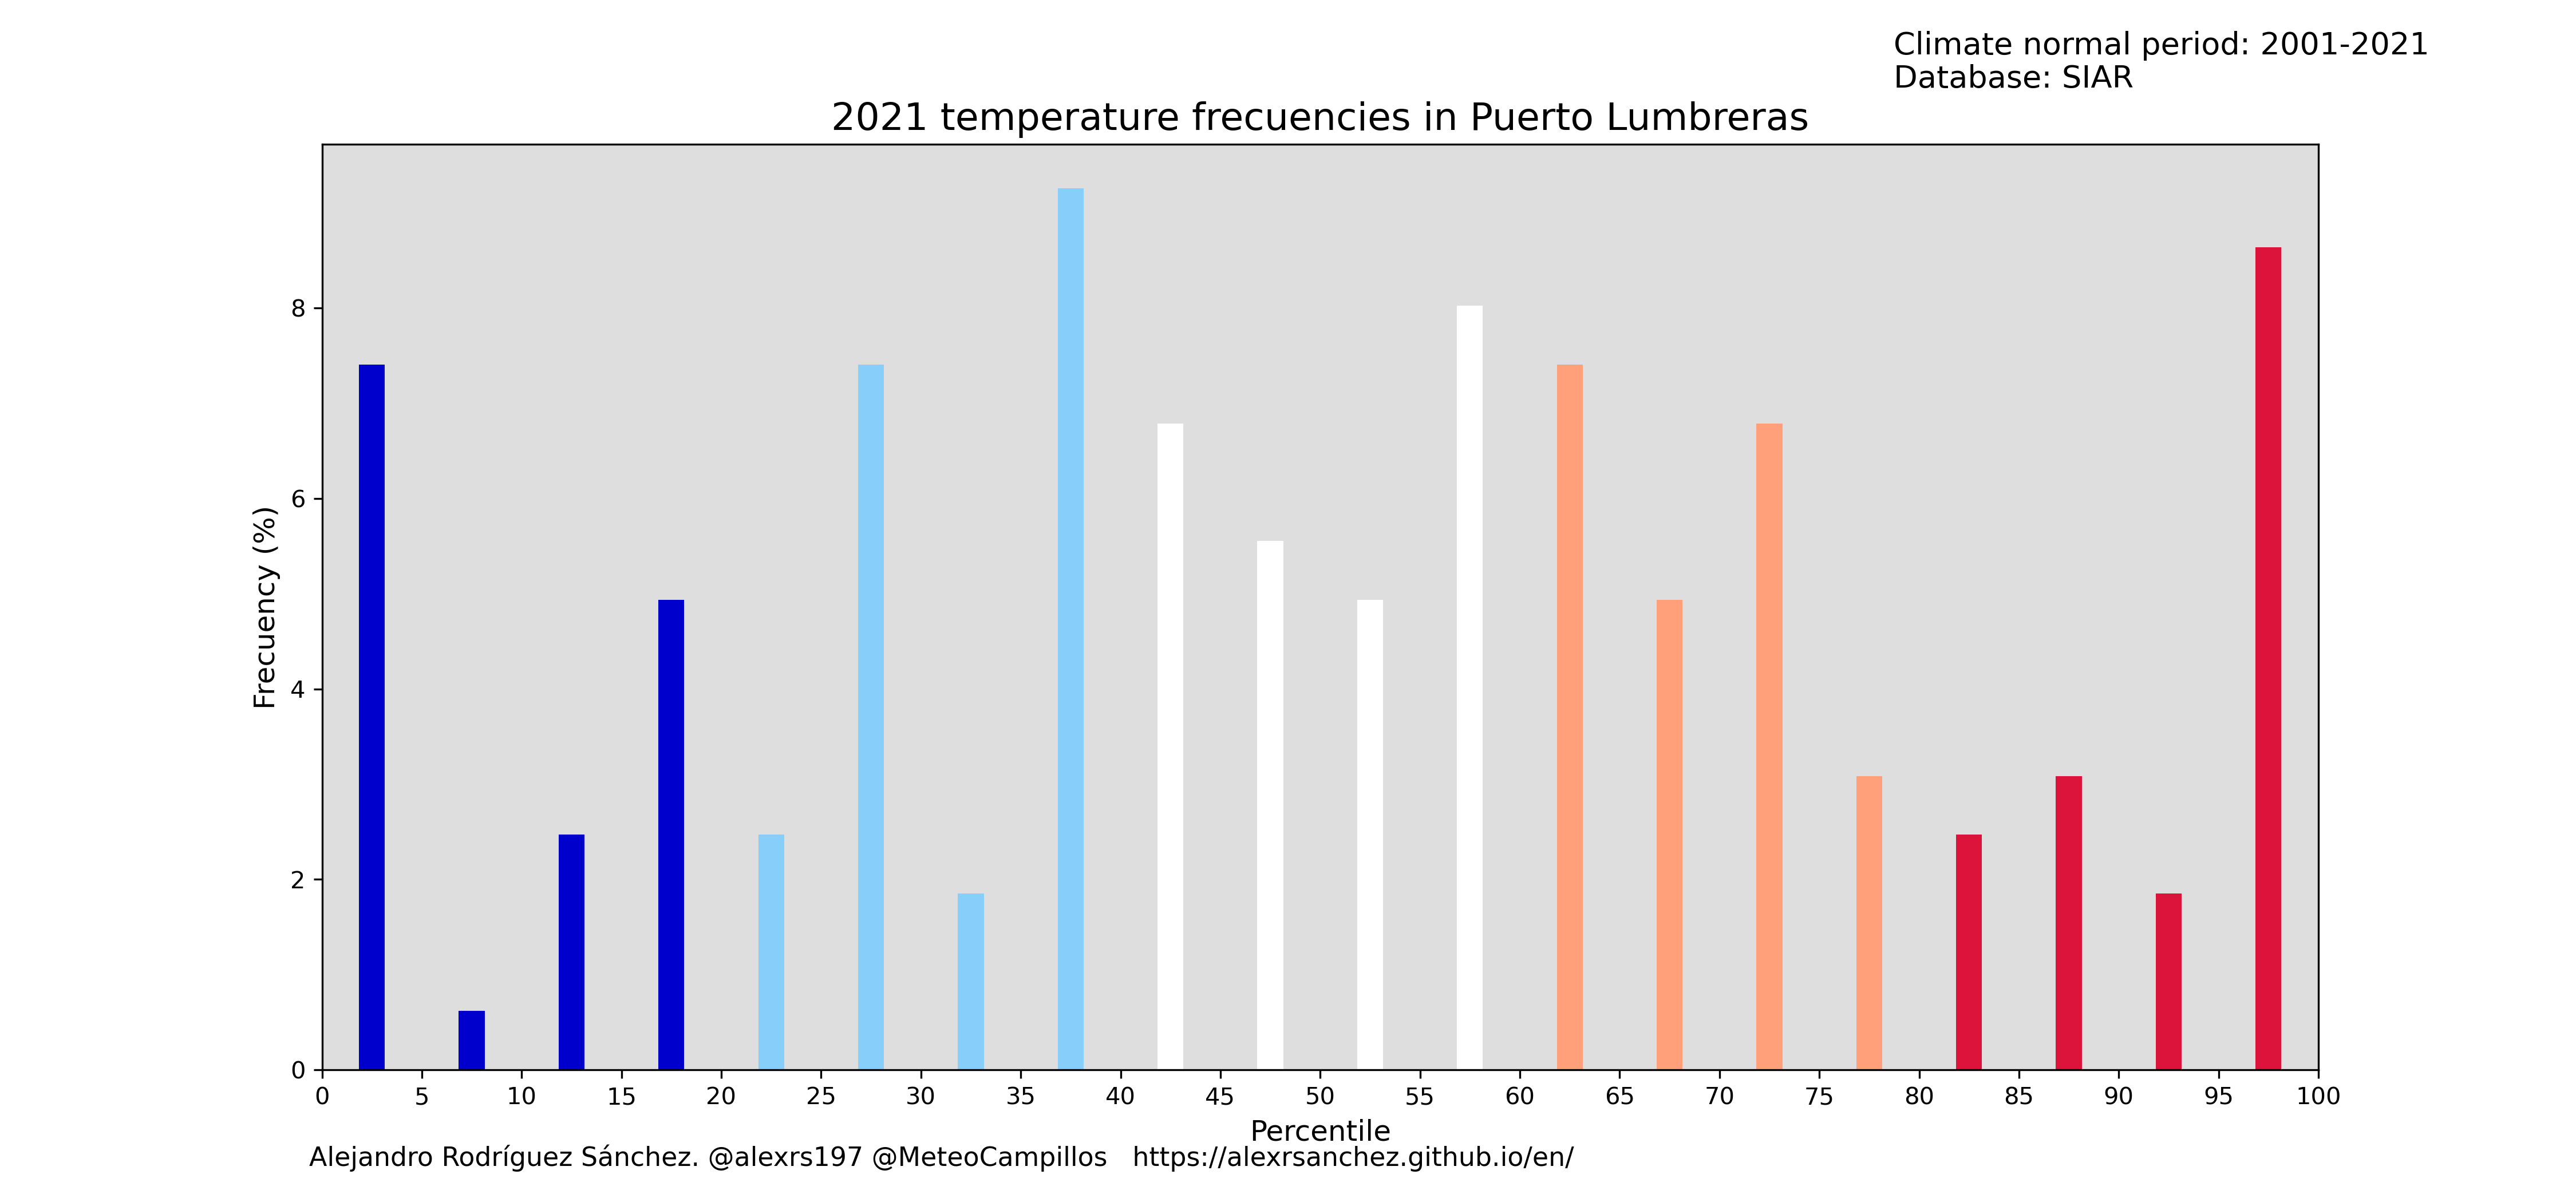 Climate normal period: 2001-2021
Database: SIAR
2021 temperature frecuencies in Puerto Lumbreras
Frecuency (%)
8
6
4
2
0
0 5 10 15 20 25 30 35 40 45 50 55 60 65 70 75 80 85 90 95 100
Percentile
Alejandro Rodríguez Sánchez. @alexrs197 @MeteoCampillos https://alexrsanchez.github.io/en/